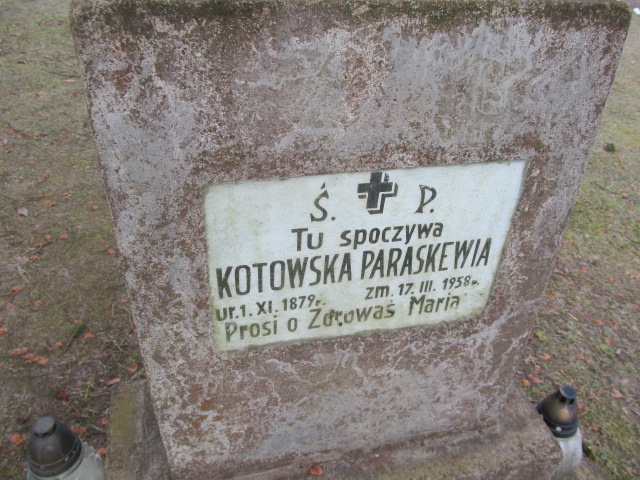 Ś. P.
Tu spoczywa
KOTOWSKA PARASKEWIA
ur. 1. XI. 1879 r. zm. 17. III. 1958 r.
Prosi o Zdrowaś Maria